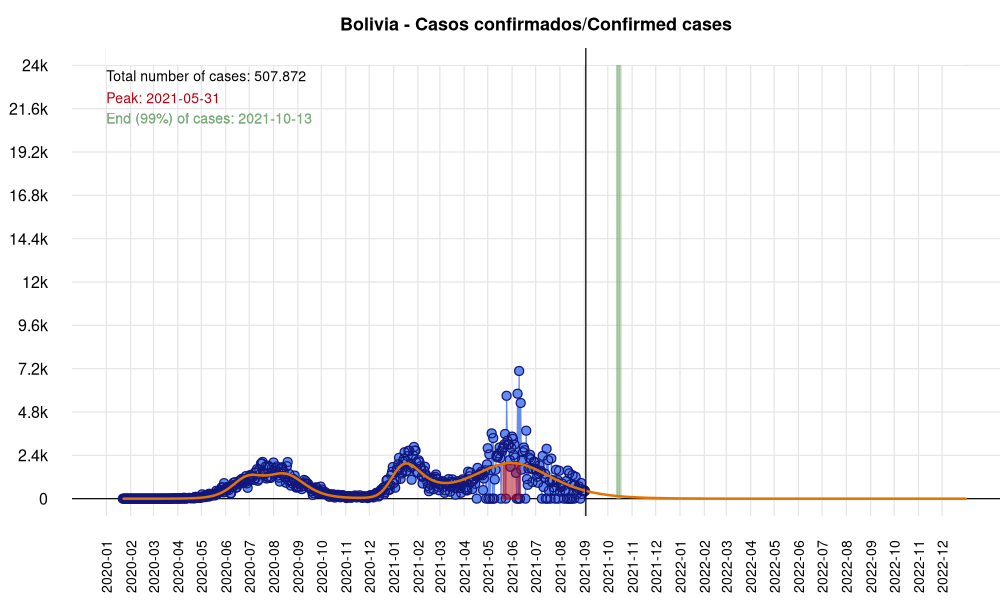 Bolivia - Casos confirmados/Confirmed cases
Total number of cases: 507.872
Peak: 2021-05-31
End (99%) of cases: 2021-10-13
24k
21.6k
19.2k
16.8k
14.4k
12k
9.6k
7.2k
4.8k
2.4k
0
2020-01
2020-02
2020-03
2020-04
2020-05
2020-06
2020-07
2020-08
2020-09
2020-10
2020-11
2020-12
2021-01
2021-02
2021-03
2021-04
2021-05
2021-06
2021-07
2021-08
2021-09
2021-10
2021-11
2021-12
2022-01
2022-02
2022-03
2022-04
2022-05
2022-06
2022-07
2022-08
2022-09
2022-10
2022-11
2022-12